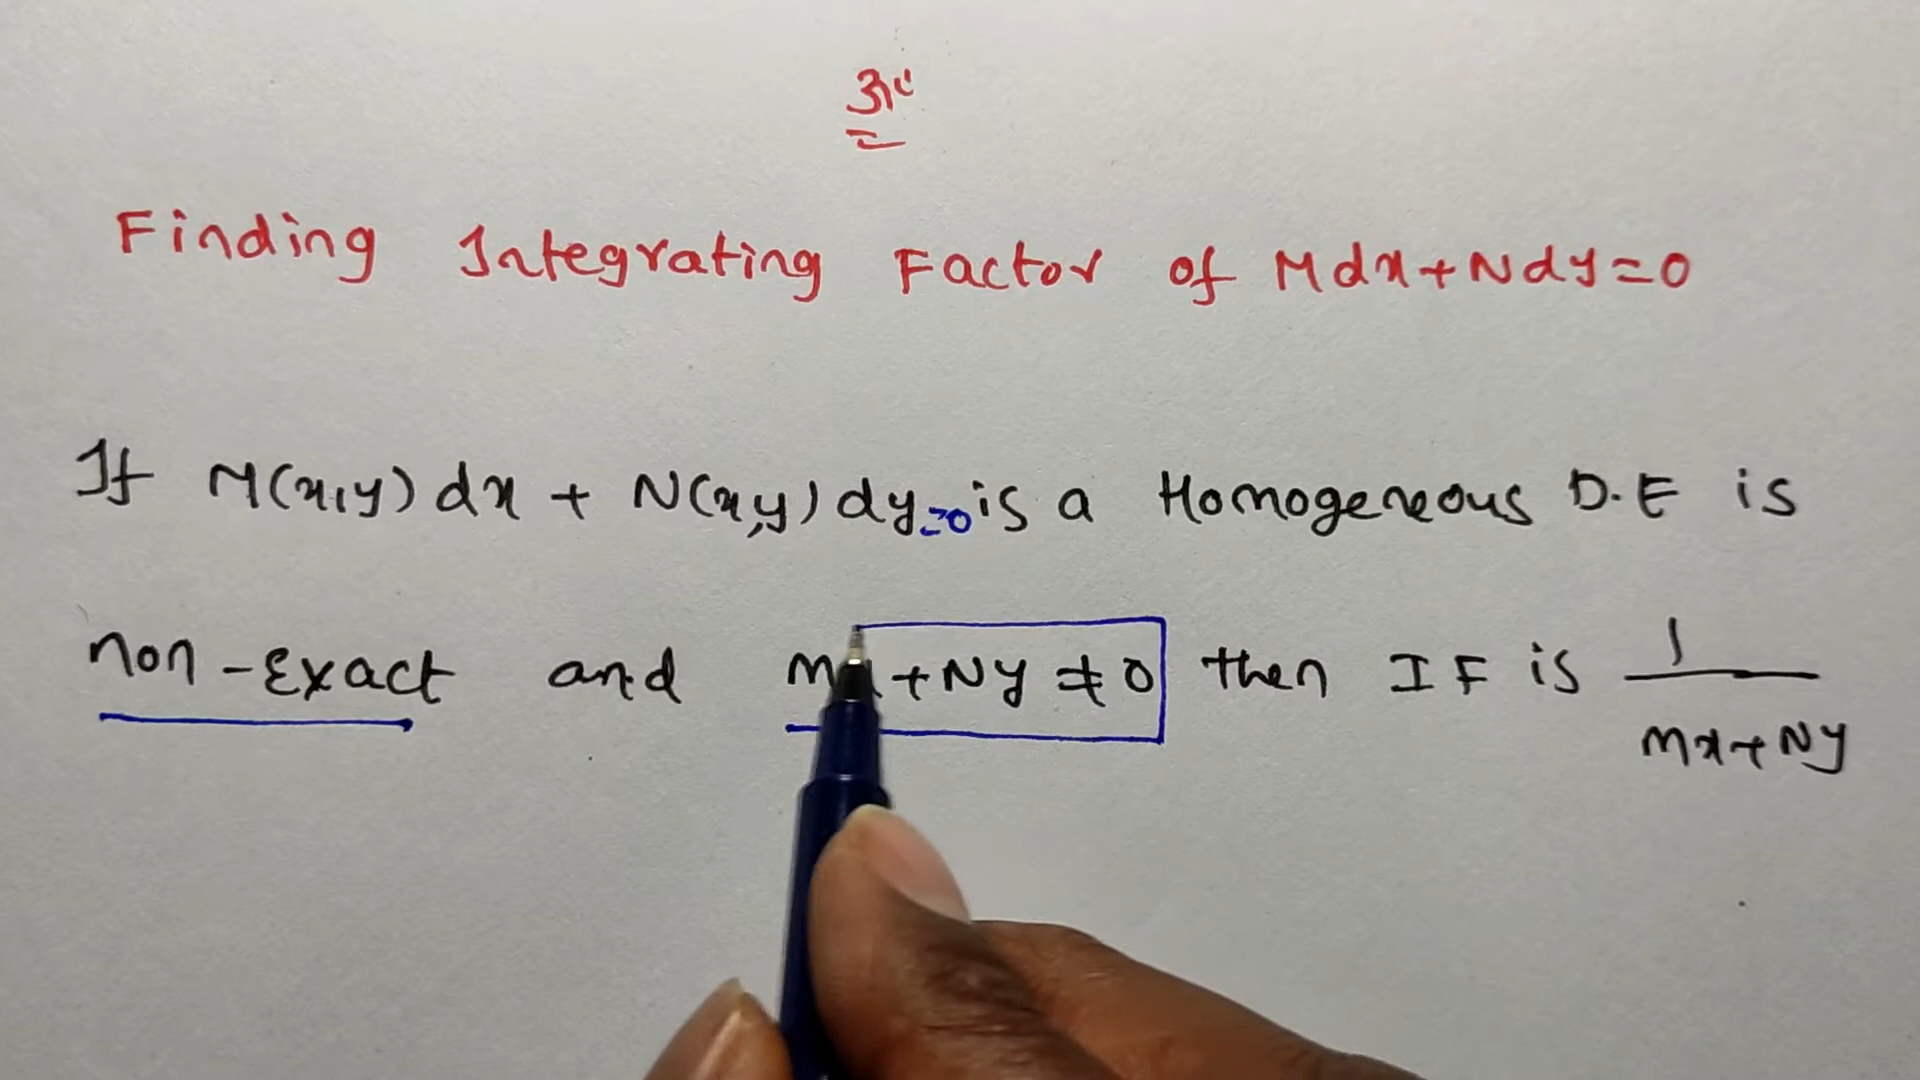 Finding Integrating Factor of Mdx+Ndy=0
If M(x,y)dx + N(x,y)dy=0 is a Homogeneous D.E is
non-Exact and Mx+Ny≠0 then IF is 1/(Mx+Ny)